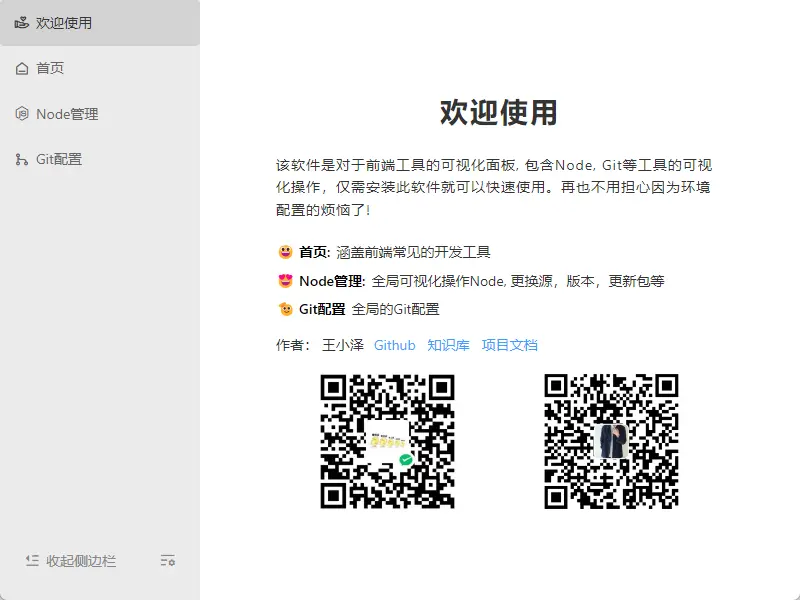 欢迎使用
首页
Node管理
Git配置
收起侧边栏
欢迎使用
该软件是对于前端工具的可视化面板, 包含Node, Git等工具的可视
化操作，仅需安装此软件就可以快速使用。再也不用担心因为环境
配置的烦恼了!
首页: 涵盖前端常见的开发工具
Node管理: 全局可视化操作Node, 更换源，版本，更新包等
Git配置 全局的Git配置
作者： 王小泽 Github 知识库 项目文档